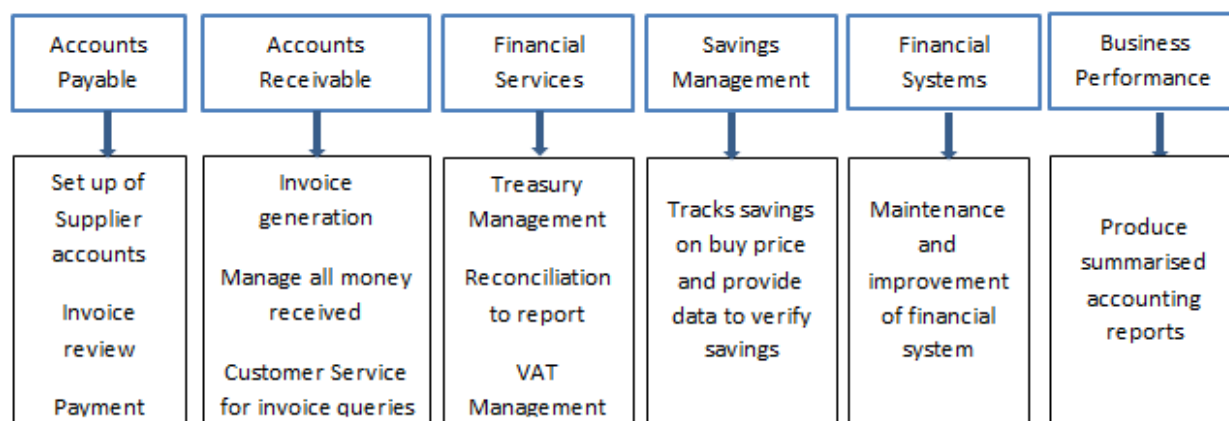 Accounts
Payable
Accounts
Receivable
Financial
Services
Savings
Management
Financial
Systems
Business
Performance
Set up of
Supplier
accounts
Invoice
review
Payment
Invoice
generation
Manage all money
received
Customer Service
for invoice queries
Treasury
Management
Reconciliation
to report
VAT
Management
Tracks savings
on buy price
and provide
data to verify
savings
Maintenance
and
improvement
of financial
system
Produce
summarised
accounting
reports